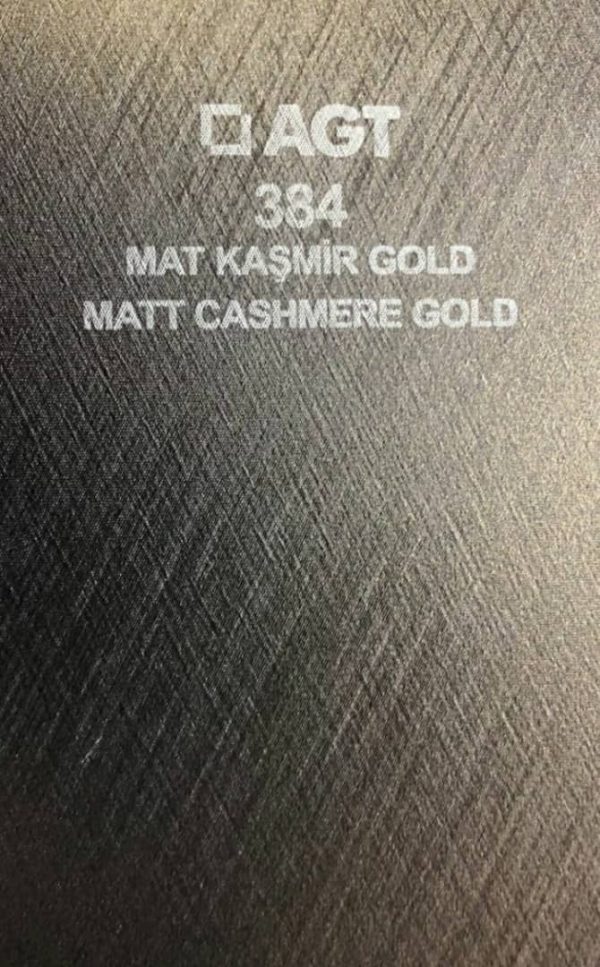 AGT
384
MAT KAŞMİR GOLD
MATT CASHMERE GOLD